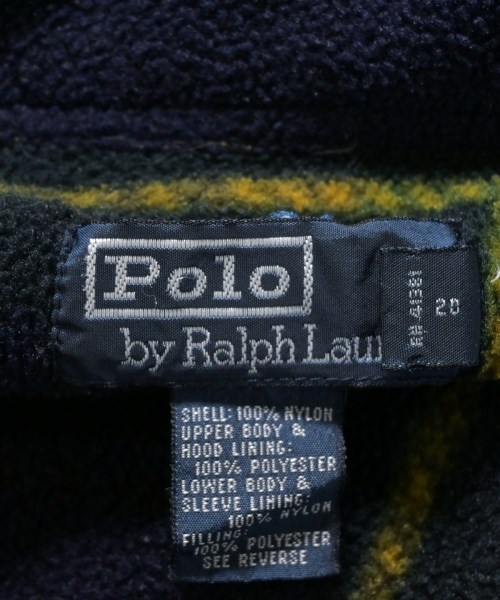 Polo
by Ralph Lau
RN 41381
20
SHELL: 100% NYLON
UPPER BODY &
HOOD LINING:
100% POLYESTER
LOWER BODY &
SLEEVE LINING:
100% NYLON
FILLING:
100% POLYESTER
SEE REVERSE